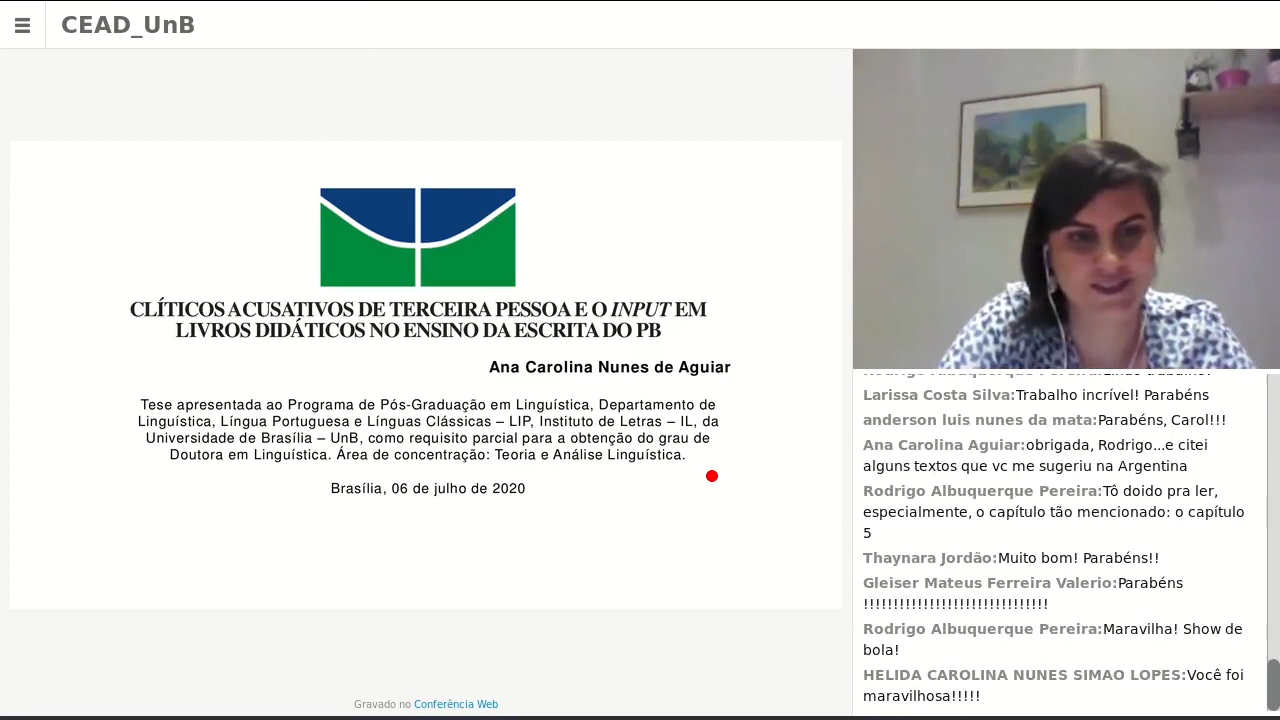 CEAD_UnB
CLÍTICOS ACUSATIVOS DE TERCEIRA PESSOA E O INPUT EM
LIVROS DIDÁTICOS NO ENSINO DA ESCRITA DO PB
Ana Carolina Nunes de Aguiar
Tese apresentada ao Programa de Pós-Graduação em Linguística, Departamento de
Linguística, Língua Portuguesa e Línguas Clássicas – LIP, Instituto de Letras – IL, da
Universidade de Brasília – UnB, como requisito parcial para a obtenção do grau de
Doutora em Linguística. Área de concentração: Teoria e Análise Linguística.
Brasília, 06 de julho de 2020
Gravado no Conferência Web
Larissa Costa Silva:Trabalho incrível! Parabéns
anderson luis nunes da mata:Parabéns, Carol!!!
Ana Carolina Aguiar:obrigada, Rodrigo...e citei
alguns textos que vc me sugeriu na Argentina
Rodrigo Albuquerque Pereira:Tô doido pra ler,
especialmente, o capítulo tão mencionado: o capítulo
5
Thaynara Jordão:Muito bom! Parabéns!!
Gleiser Mateus Ferreira Valerio:Parabéns
!!!!!!!!!!!!!!!!!!!!!!!!!!!!!!!
Rodrigo Albuquerque Pereira:Maravilha! Show de
bola!
HELIDA CAROLINA NUNES SIMAO LOPES:Você foi
maravilhosa!!!!!